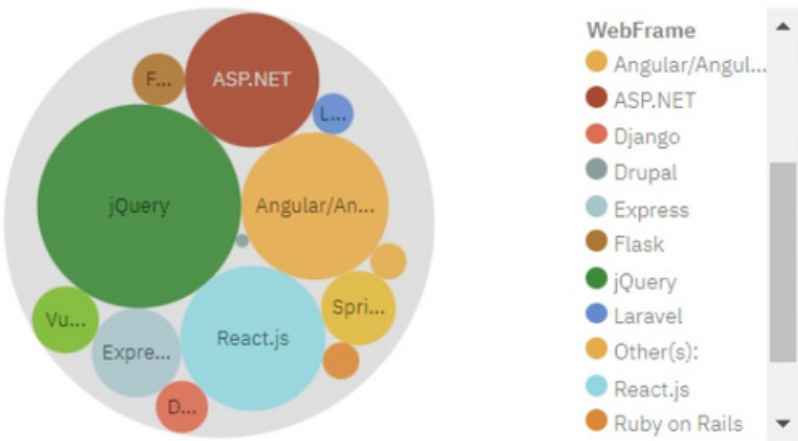 F...
ASP.NET
L...
jQuery
Angular/An...
Vu...
Spri...
Expre...
React.js
D...
WebFrame
Angular/Angul...
ASP.NET
Django
Drupal
Express
Flask
jQuery
Laravel
Other(s):
React.js
Ruby on Rails